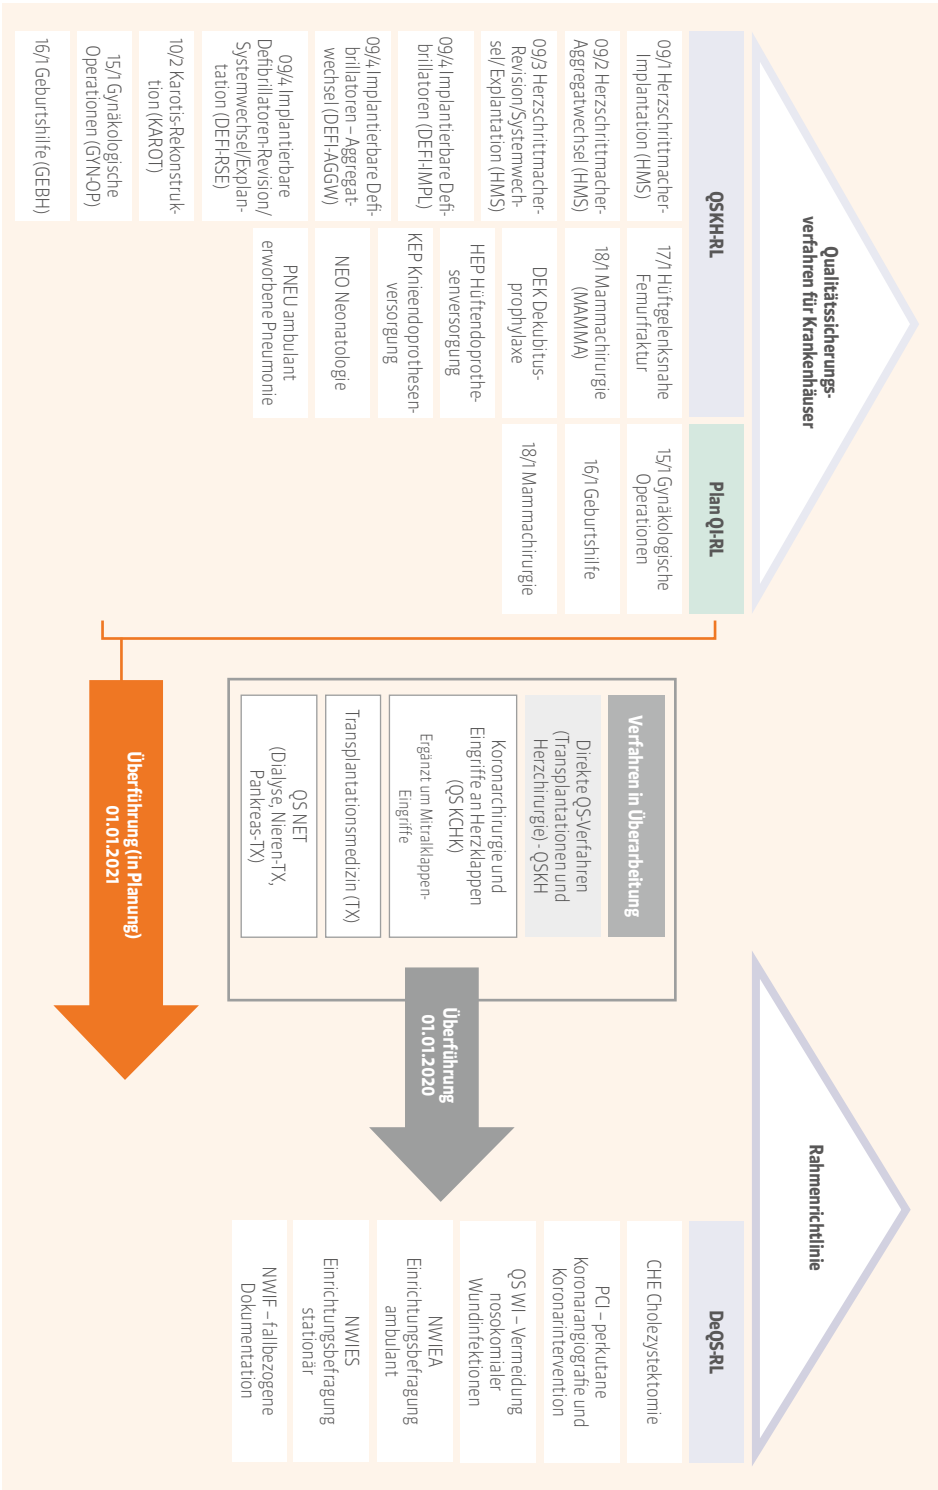 Qualitätssicherungs-
verfahren für Krankenhäuser
QSKH-RL
09/1 Herzschrittmacher-
Implantation (HMS)
09/2 Herzschrittmacher-
Aggregatwechsel (HMS)
09/3 Herzschrittmacher-
Revision/Systemwech-
sel/ Explantation (HMS)
09/4 Implantierbare Defi-
brillatoren (DEFI-IMPL)
09/4 Implantierbare Defi-
brillatoren – Aggregat-
wechsel (DEFI-AGGW)
09/4 Implantierbare
Defibrillatoren-Revision/
Systemwechsel/Explan-
tation (DEFI-RSE)
10/2 Karotis-Rekonstruk-
tion (KAROT)
15/1 Gynäkologische
Operationen (GYN-OP)
16/1 Geburtshilfe (GEBH)
17/1 Hüftgelenksnahe
Femurfraktur
18/1 Mammachirurgie
(MAMMA)
DEK Dekubitus-
prophylaxe
HEP Hüftendoprothe-
senversorgung
KEP Knieendoprothesen-
versorgung
NEO Neonatologie
PNEU ambulant
erworbene Pneumonie
Plan QI-RL
15/1 Gynäkologische
Operationen
16/1 Geburtshilfe
18/1 Mammachirurgie
Verfahren in Überarbeitung
Direkte QS-Verfahren
(Transplantationen und
Herzchirurgie) - QSKH
Koronarchirurgie und
Eingriffe an Herzklappen
(QS KCHK)
Ergänzt um Mitralklappen-
Eingriffe
Transplantationsmedizin (TX)
QS NET
(Dialyse, Nieren-TX,
Pankreas-TX)
Überführung (in Planung)
01.01.2021
Überführung
01.01.2020
Rahmenrichtlinie
DeQS-RL
CHE Cholezystektomie
PCI – perkutane
Koronarangiografie und
Koronarintervention
QS WI – Vermeidung
nosokomialer
Wundinfektionen
NWIEA
Einrichtungsbefragung
ambulant
NWIES
Einrichtungsbefragung
stationär
NWIF – fallbezogene
Dokumentation